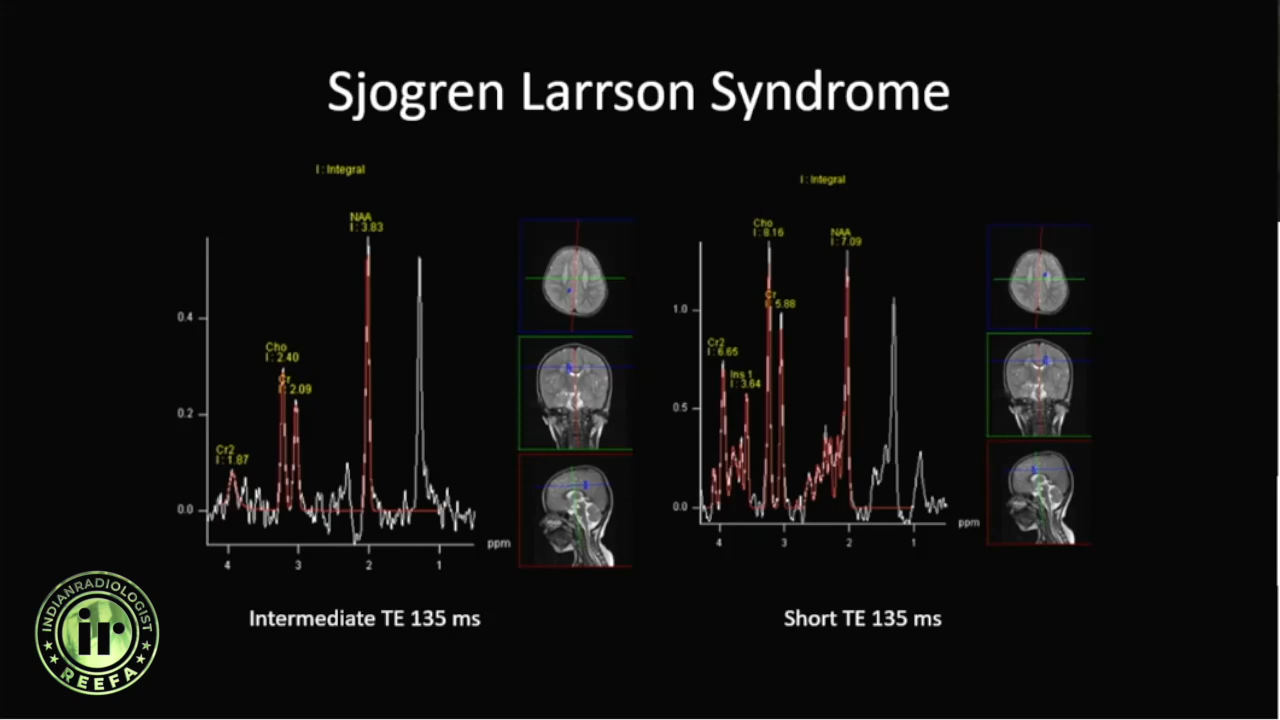 Sjogren Larrson Syndrome
I : Integral
NAA
I : 3.83
Cho
I : 2.40
Cr
I : 2.09
Cr2
I : 1.87
0.4
0.2
0.0
4 3 2 1
ppm
I : Integral
Cho
I : 8.16
NAA
I : 7.09
Cr
I : 5.88
Cr2
I : 6.65
Ins 1
I : 3.64
1.0
0.5
0.0
4 3 2 1
ppm
Intermediate TE 135 ms
Short TE 135 ms
INDIANRADIOLOGIST
ir
REEFA